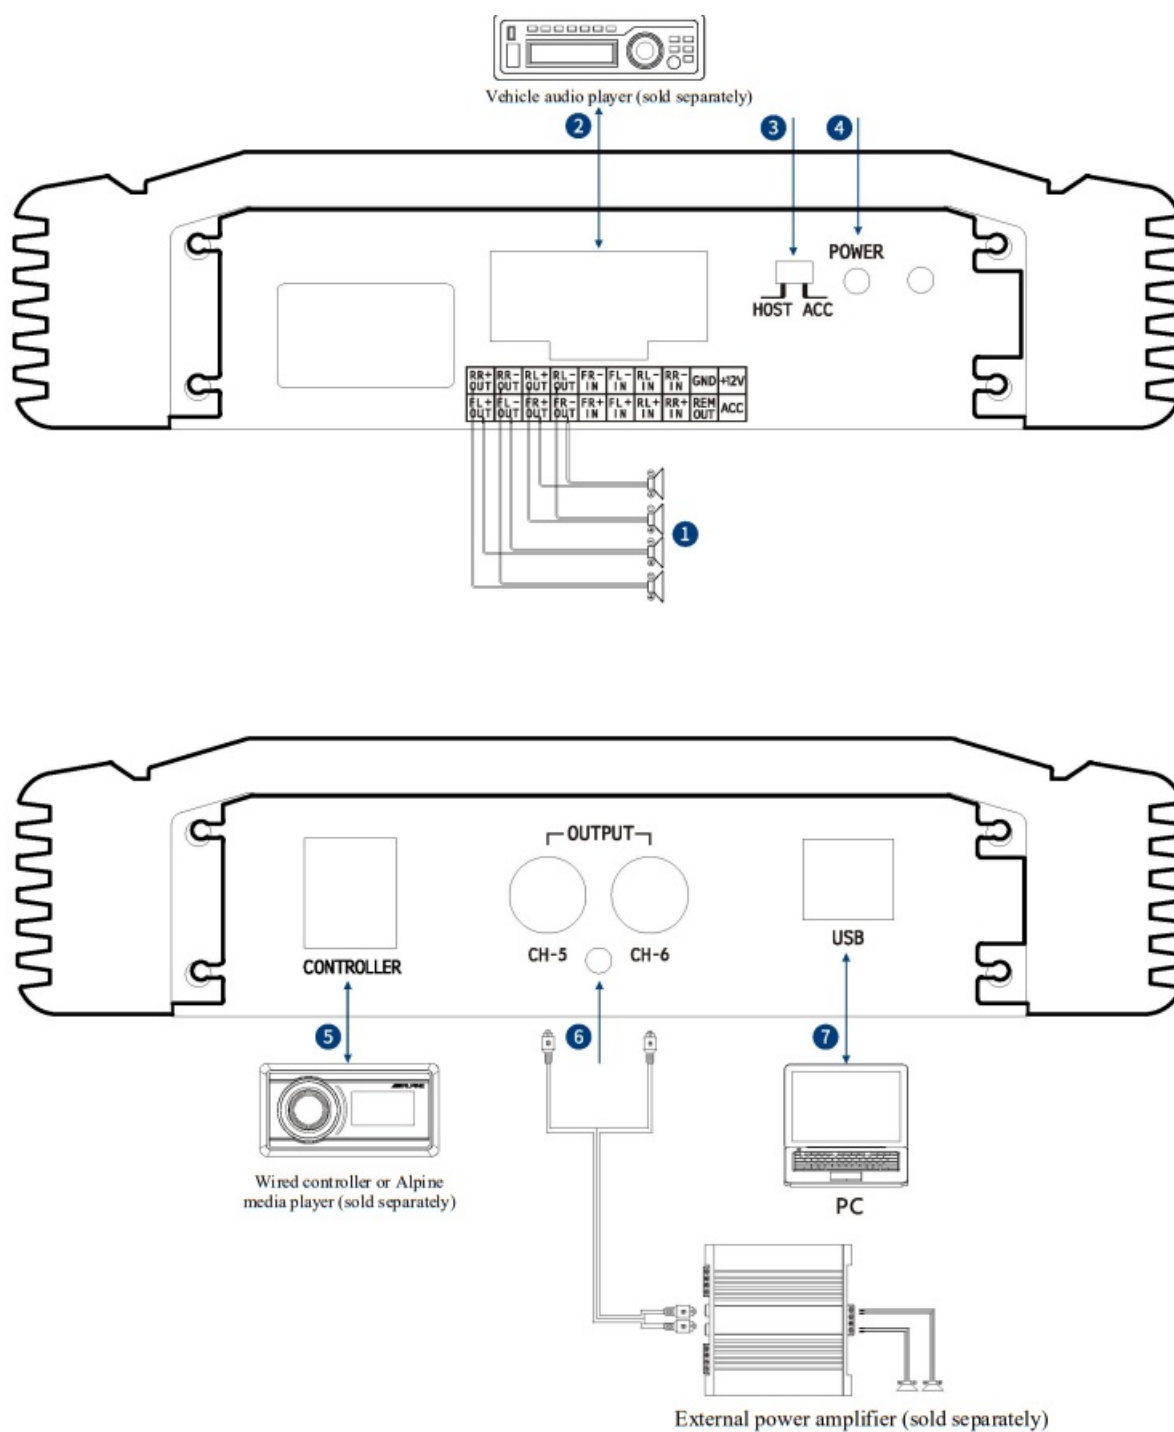 Vehicle audio player (sold separately)
2
3
4
POWER
HOST ACC
RR+ OUT RR- OUT RL+ OUT RL- OUT FR- IN FL- IN RL- IN RR- IN GND +12V
FL+ OUT FL- OUT FR+ OUT FR- OUT FR+ IN FL+ IN RL+ IN RR+ IN REM OUT ACC
1
OUTPUT
CH-5
CH-6
USB
CONTROLLER
5
6
7
ALPINE
Wired controller or Alpine
media player (sold separately)
PC
External power amplifier (sold separately)